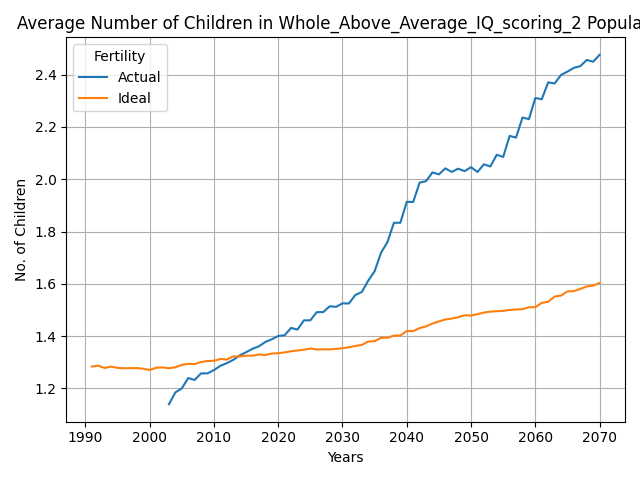 Average Number of Children in Whole_Above_Average_IQ_scoring_2 Popula
Fertility
Actual
Ideal
2.4
2.2
2.0
1.8
1.6
1.4
1.2
No. of Children
1990 2000 2010 2020 2030 2040 2050 2060 2070
Years